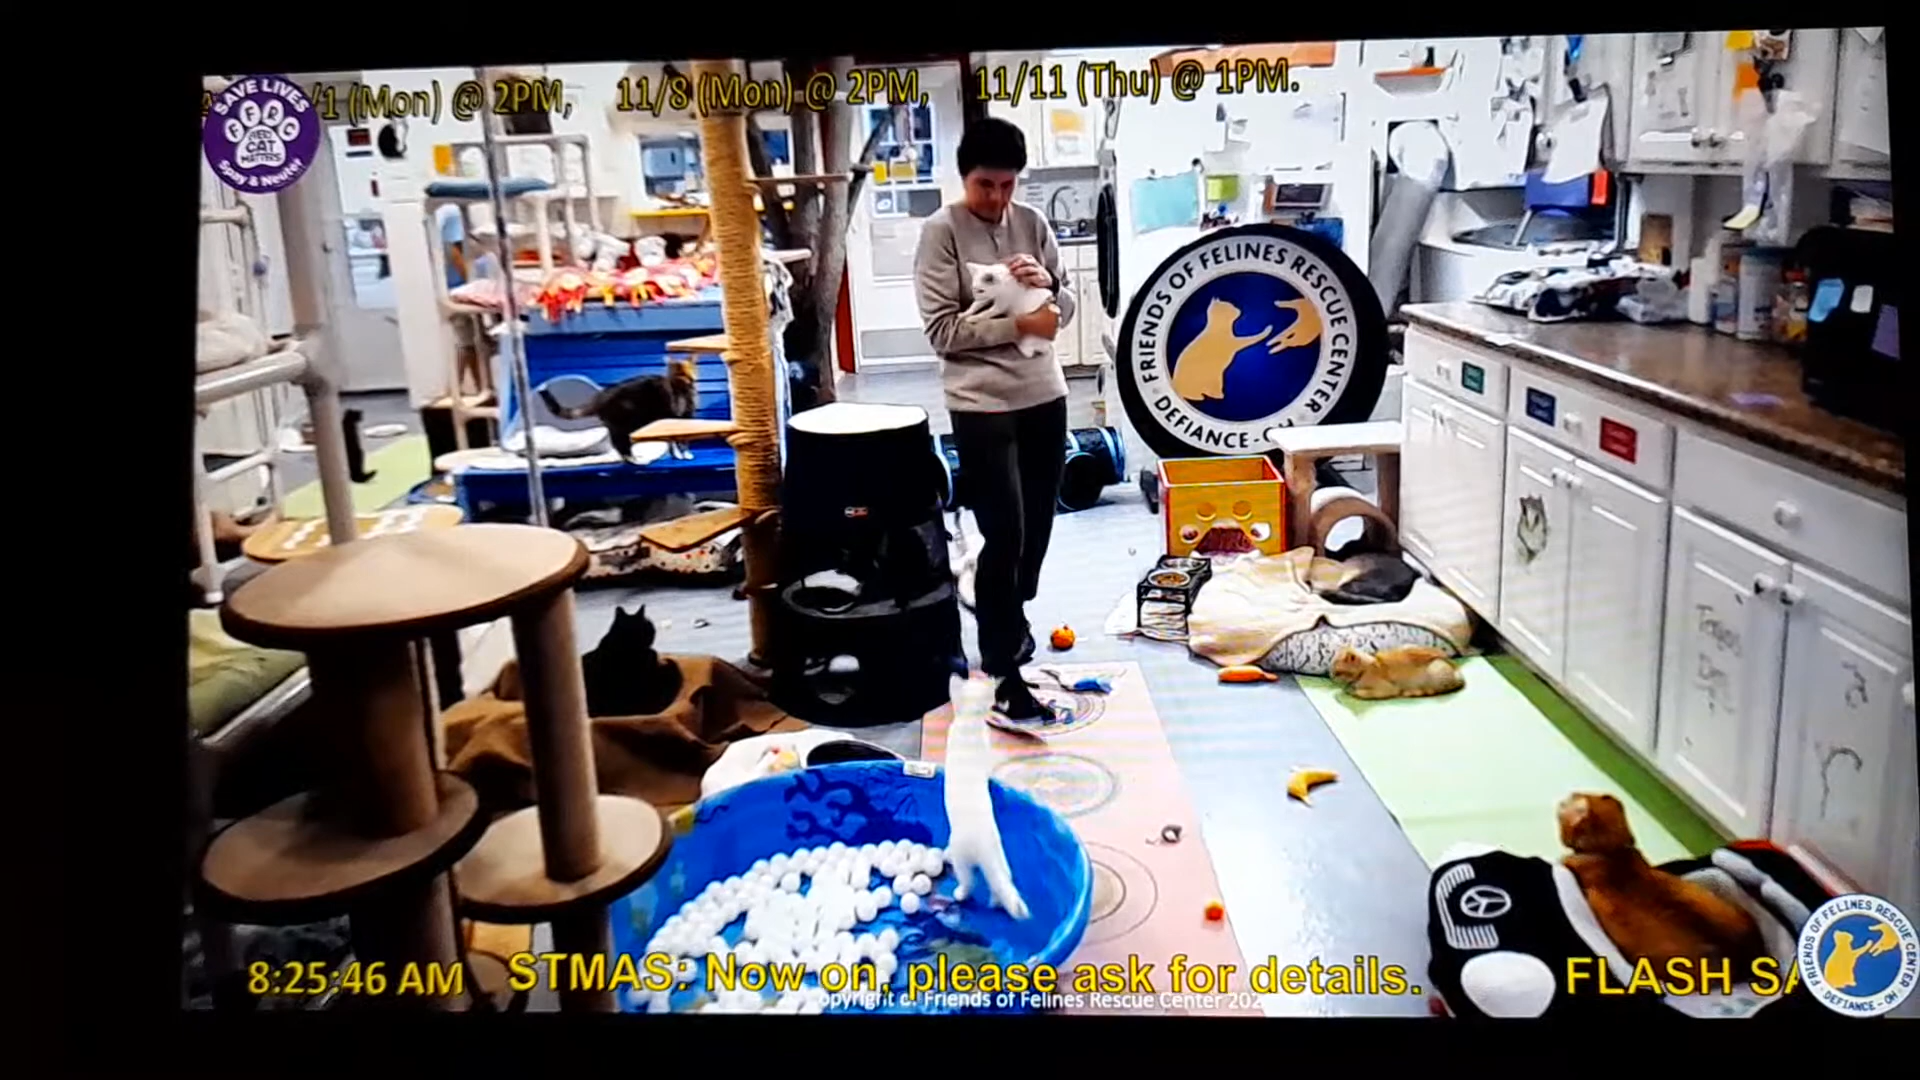 /1 (Mon) @ 2PM, 11/8 (Mon) @ 2PM, 11/11 (Thu) @ 1PM.
SAVE LIVES
FFRC
CAT
MATTERS
Spay & Neuter
FRIENDS OF FELINES RESCUE CENTER
DEFIANCE-OH
8:25:46 AM
STMAS: Now on, please ask for details.
FLASH SA
opyright c. Friends of Felines Rescue Center 202
FRIENDS OF FELINES RESCUE CENTER
DEFIANCE-OH